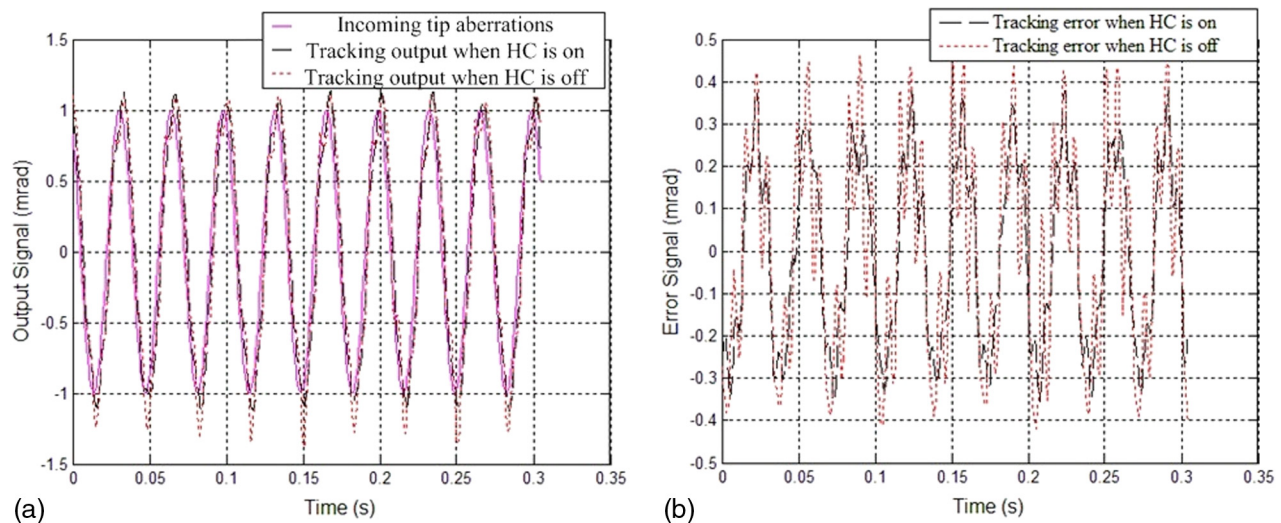 Incoming tip aberrations
Tracking output when HC is on
Tracking output when HC is off
1.5
1
0.5
0
-0.5
-1
-1.5
Output Signal (mrad)
0 0.05 0.1 0.15 0.2 0.25 0.3 0.35
Time (s)
(a)
Tracking error when HC is on
Tracking error when HC is off
0.5
0.4
0.3
0.2
0.1
0
-0.1
-0.2
-0.3
-0.4
-0.5
Error Signal (mrad)
0 0.05 0.1 0.15 0.2 0.25 0.3 0.35
Time (s)
(b)